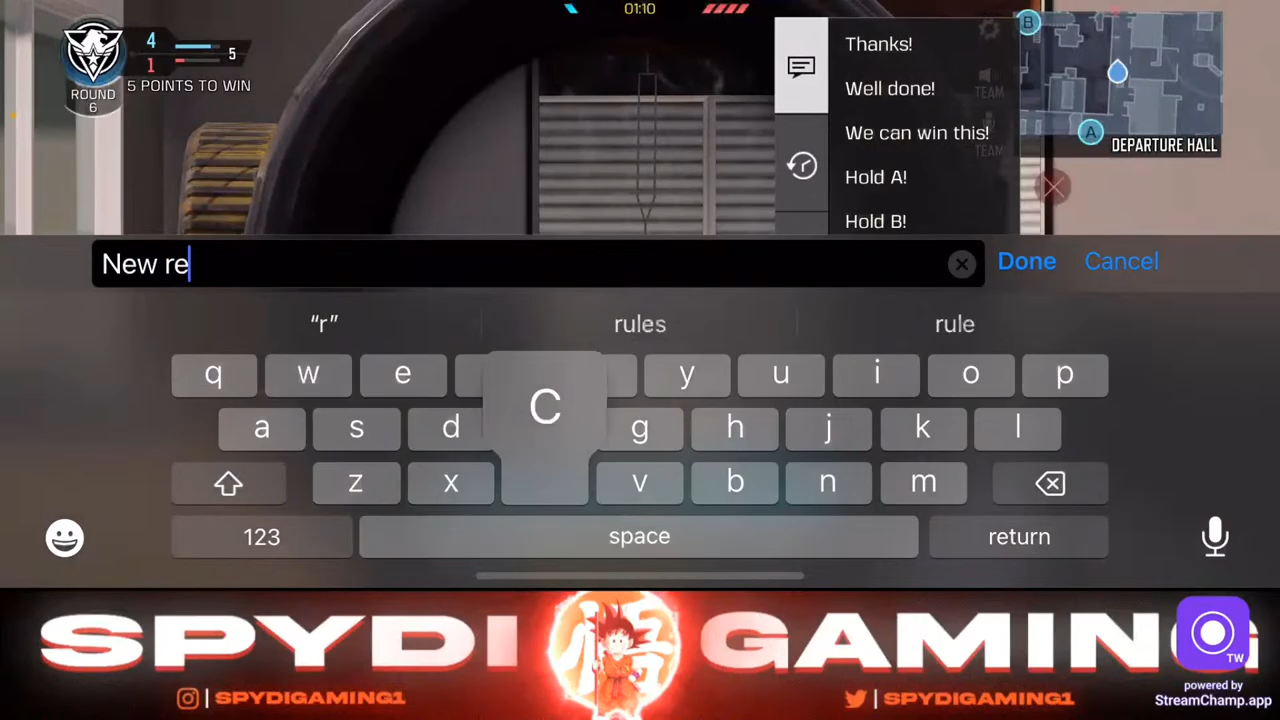 01:10
4
1
5
ROUND
6
5 POINTS TO WIN
Thanks!
Well done!
We can win this!
Hold A!
Hold B!
TEAM
TEAM
B
A
DEPARTURE HALL
New re
Done
Cancel
“r”
rules
rule
q w e y u i o p
C
a s d g h j k l
z x v b n m
123
space
return
SPYDI GAMING
悟
| SPYDIGAMING1
| SPYDIGAMING1
TW
powered by
StreamChamp.app